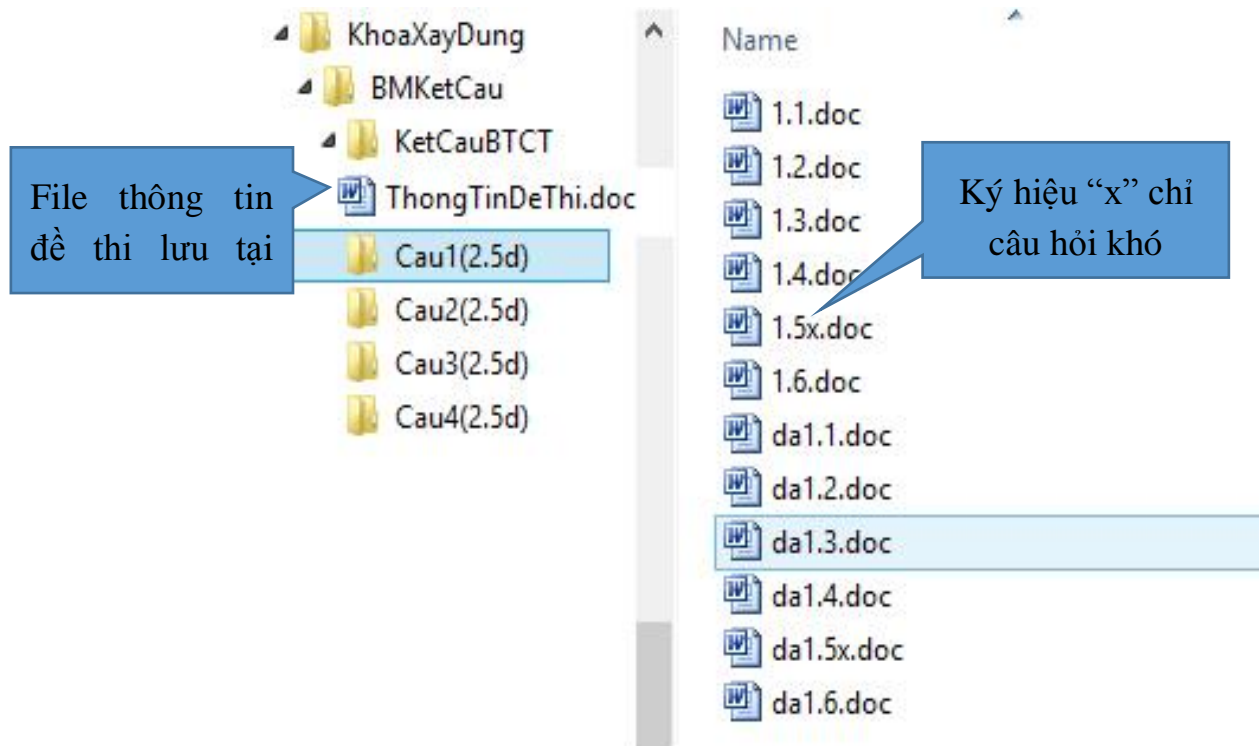 KhoaXayDung
BMKetCau
KetCauBTCT
ThongTinDeThi.doc
Cau1(2.5d)
Cau2(2.5d)
Cau3(2.5d)
Cau4(2.5d)
File thông tin
đề thi lưu tại
Name
1.1.doc
1.2.doc
1.3.doc
1.4.doc
1.5x.doc
1.6.doc
da1.1.doc
da1.2.doc
da1.3.doc
da1.4.doc
da1.5x.doc
da1.6.doc
Ký hiệu “x” chỉ
câu hỏi khó